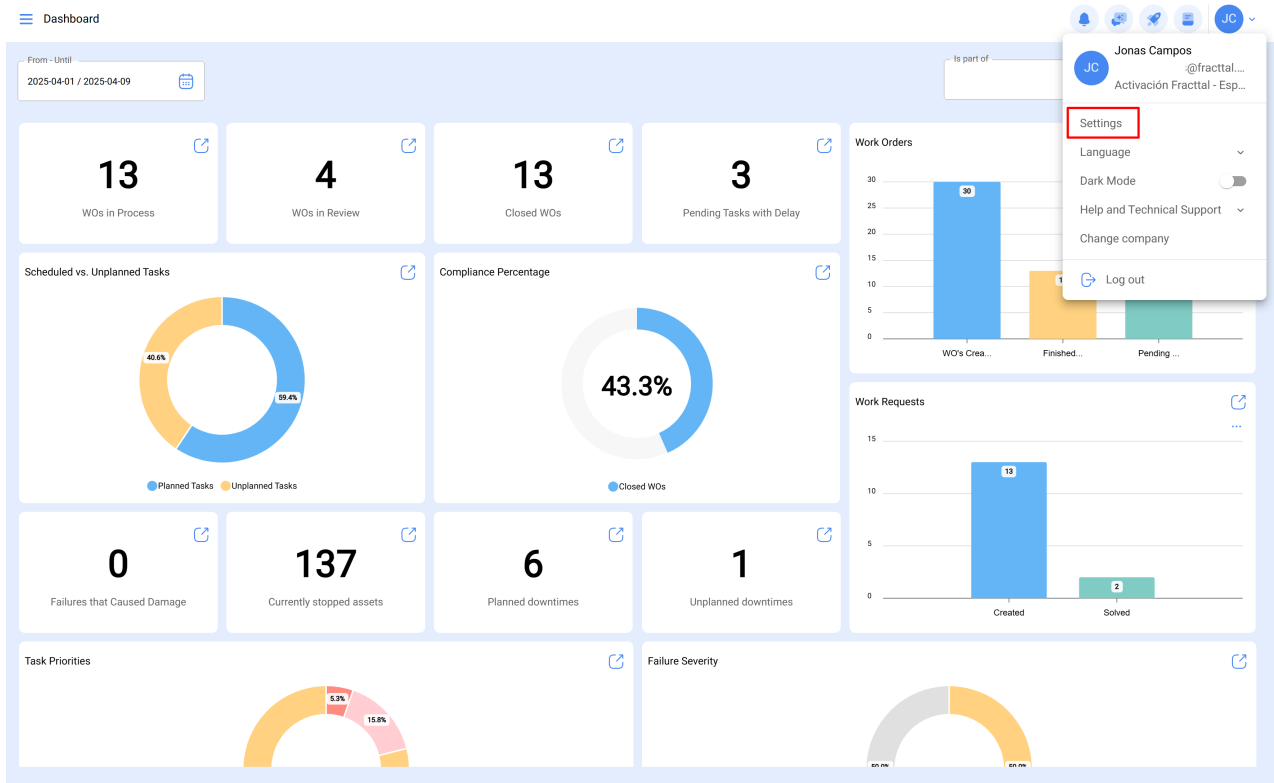 Dashboard
JC
From - Until
2025-04-01 / 2025-04-09
Is part of
JC
Jonas Campos
@fracttal....
Activación Fracttal - Esp...
Settings
Language
Dark Mode
Help and Technical Support
Change company
Log out
13
WOs in Process
4
WOs in Review
13
Closed WOs
3
Pending Tasks with Delay
Work Orders
30
25
20
15
10
5
0
30
WO's Crea...
Finished...
Pending ...
Scheduled vs. Unplanned Tasks
40.6%
59.4%
Planned Tasks
Unplanned Tasks
Compliance Percentage
43.3%
Closed WOs
Work Requests
...
15
10
5
0
13
2
Created
Solved
0
Failures that Caused Damage
137
Currently stopped assets
6
Planned downtimes
1
Unplanned downtimes
Task Priorities
5.3%
15.8%
Failure Severity
50.0%
50.0%